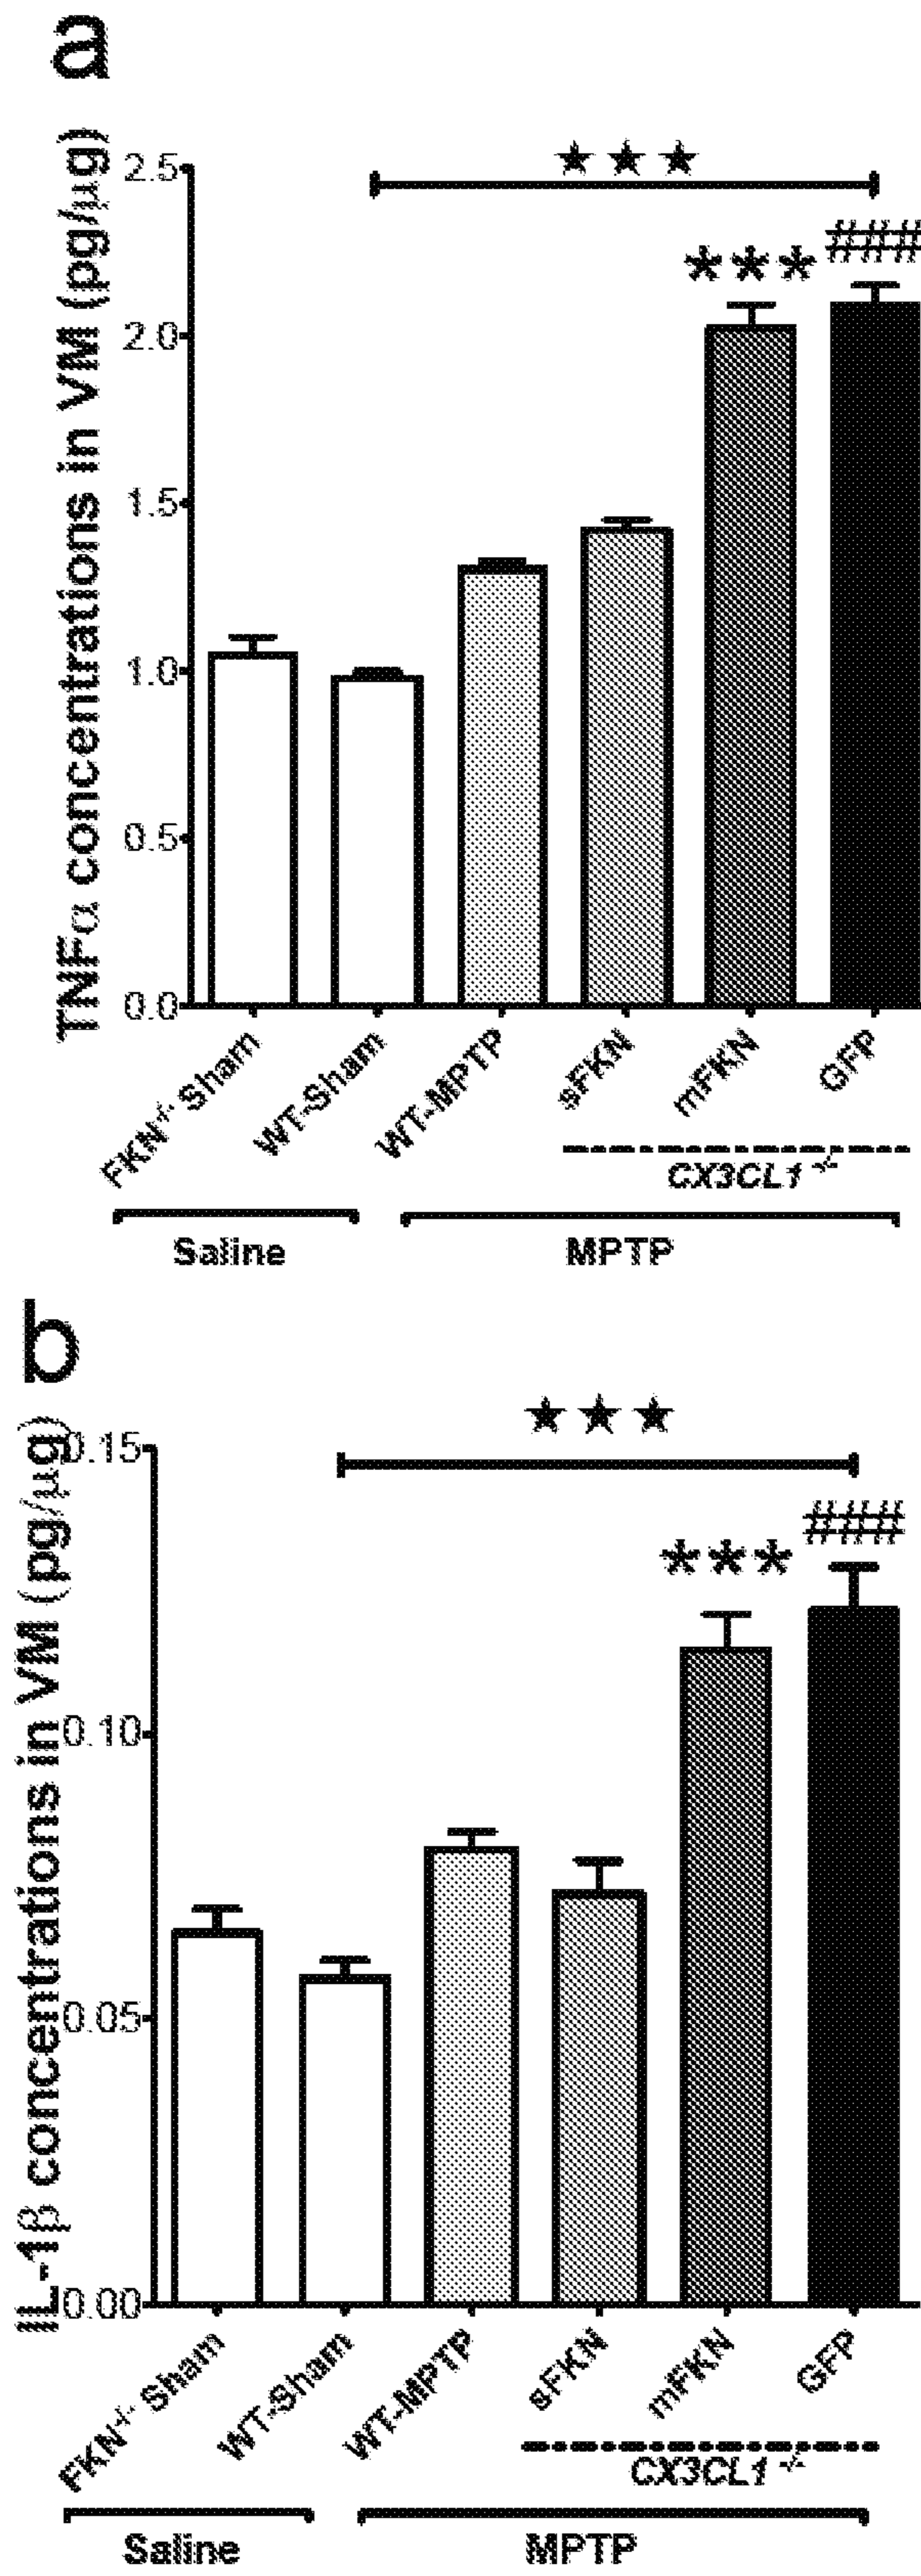 a
TNFα concentrations in VM (pg/µg)
★★★
***
###
2.5
2.0
1.5
1.0
0.5
0.0
FKN-/- Sham
WT-Sham
WT-MPTP
sFKN
mFKN
GFP
CX3CL1 -/-
Saline
MPTP
b
IL-1β concentrations in VM (pg/µg)
★★★
***
###
0.15
0.10
0.05
0.00
FKN-/- Sham
WT-Sham
WT-MPTP
sFKN
mFKN
GFP
CX3CL1 -/-
Saline
MPTP